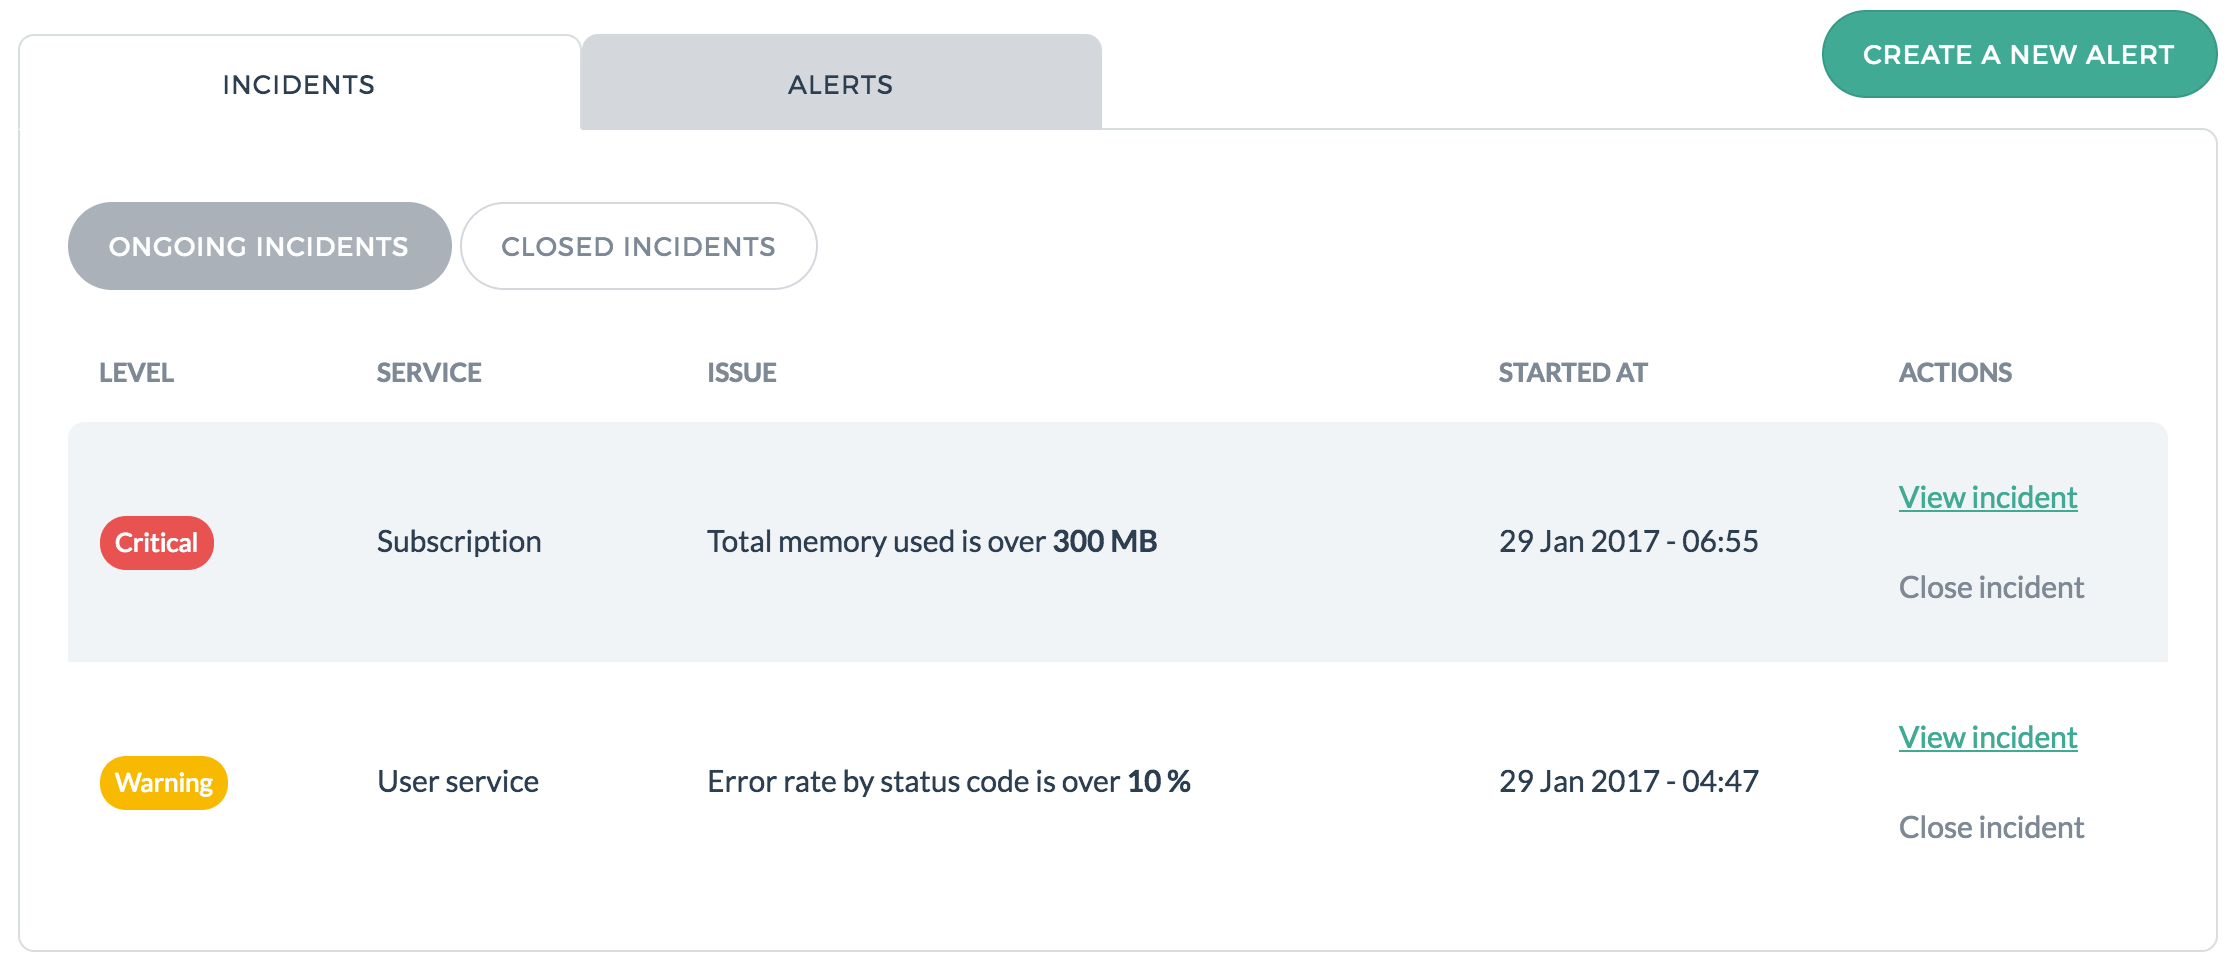 INCIDENTS ALERTS CREATE A NEW ALERT
ONGOING INCIDENTS CLOSED INCIDENTS
LEVEL SERVICE ISSUE STARTED AT ACTIONS
View incident
Critical Subscription Total memory used is over 300 MB 29 Jan 2017 - 06:55
Close incident
View incident
Warning User service Error rate by status code is over 10 % 29 Jan 2017 - 04:47
Close incident